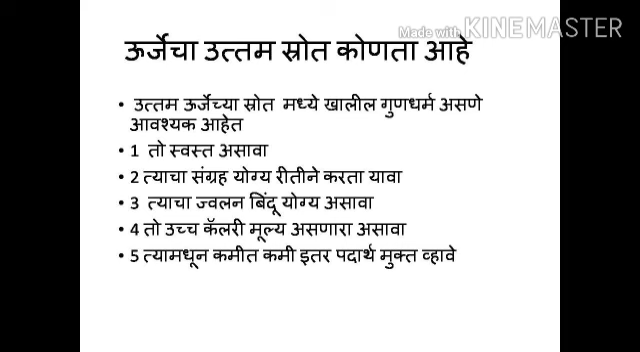 Made with KINEMASTER
ऊर्जेचा उत्तम स्रोत कोणता आहे
• उत्तम ऊर्जेच्या स्रोत मध्ये खालील गुणधर्म असणे
आवश्यक आहेत
• 1 तो स्वस्त असावा
• 2 त्याचा संग्रह योग्य रीतीने करता यावा
• 3 त्याचा ज्वलन बिंदू योग्य असावा
• 4 तो उच्च कॅलरी मूल्य असणारा असावा
• 5 त्यामधून कमीत कमी इतर पदार्थ मुक्त व्हावे